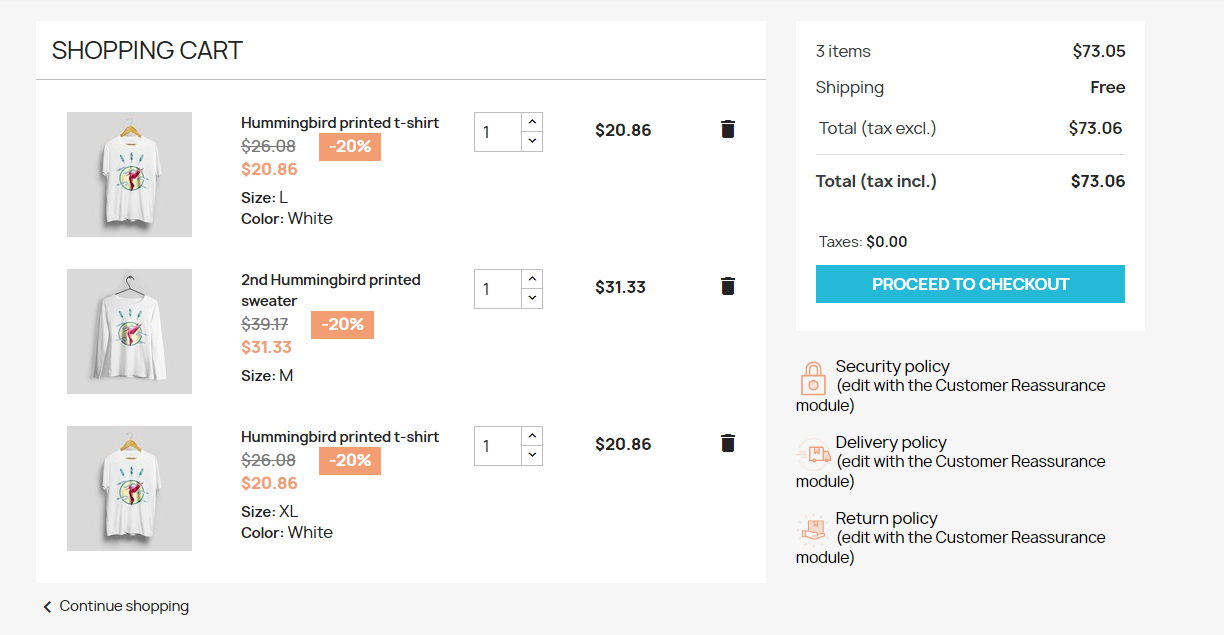 SHOPPING CART
Hummingbird printed t-shirt
$26.08 -20%
$20.86
Size: L
Color: White
1
$20.86
2nd Hummingbird printed
sweater
$39.17 -20%
$31.33
Size: M
1
$31.33
Hummingbird printed t-shirt
$26.08 -20%
$20.86
Size: XL
Color: White
1
$20.86
Continue shopping
3 items $73.05
Shipping Free
Total (tax excl.) $73.06
Total (tax incl.) $73.06
Taxes: $0.00
PROCEED TO CHECKOUT
Security policy
(edit with the Customer Reassurance
module)
Delivery policy
(edit with the Customer Reassurance
module)
Return policy
(edit with the Customer Reassurance
module)